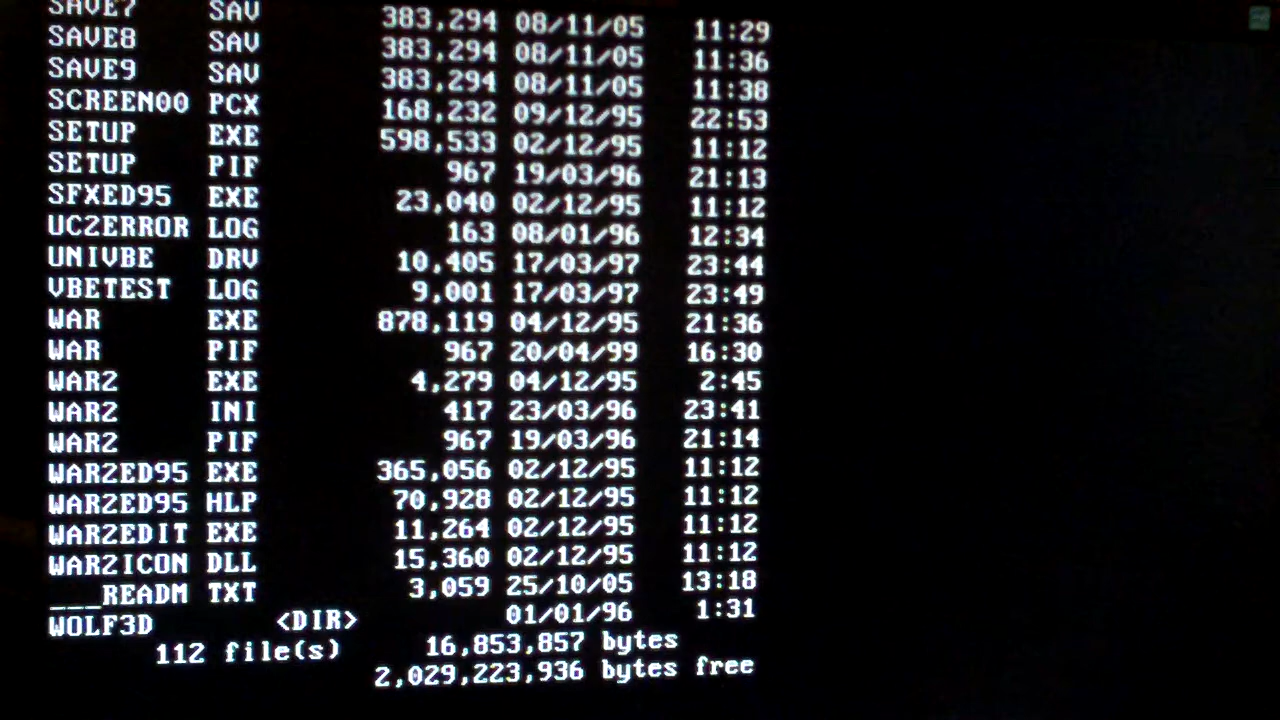 SAVE7 SAV 383,294 08/11/05 11:29
SAVE8 SAV 383,294 08/11/05 11:36
SAVE9 SAV 383,294 08/11/05 11:38
SCREEN00 PCX 168,232 09/12/95 22:53
SETUP EXE 598,533 02/12/95 11:12
SETUP PIF 967 19/03/96 21:13
SFXED95 EXE 23,040 02/12/95 11:12
UC2ERROR LOG 163 08/01/96 12:34
UNIVBE DRV 10,405 17/03/97 23:44
VBETEST LOG 9,001 17/03/97 23:49
WAR EXE 878,119 04/12/95 21:36
WAR PIF 967 20/04/99 16:30
WAR2 EXE 4,279 04/12/95 2:45
WAR2 INI 417 23/03/96 23:41
WAR2 PIF 967 19/03/96 21:14
WAR2ED95 EXE 365,056 02/12/95 11:12
WAR2ED95 HLP 70,928 02/12/95 11:12
WAR2EDIT EXE 11,264 02/12/95 11:12
WAR2ICON DLL 15,360 02/12/95 11:12
___READM TXT 3,059 25/10/05 13:18
WOLF3D <DIR> 01/01/96 1:31
112 file(s) 16,853,857 bytes
2,029,223,936 bytes free